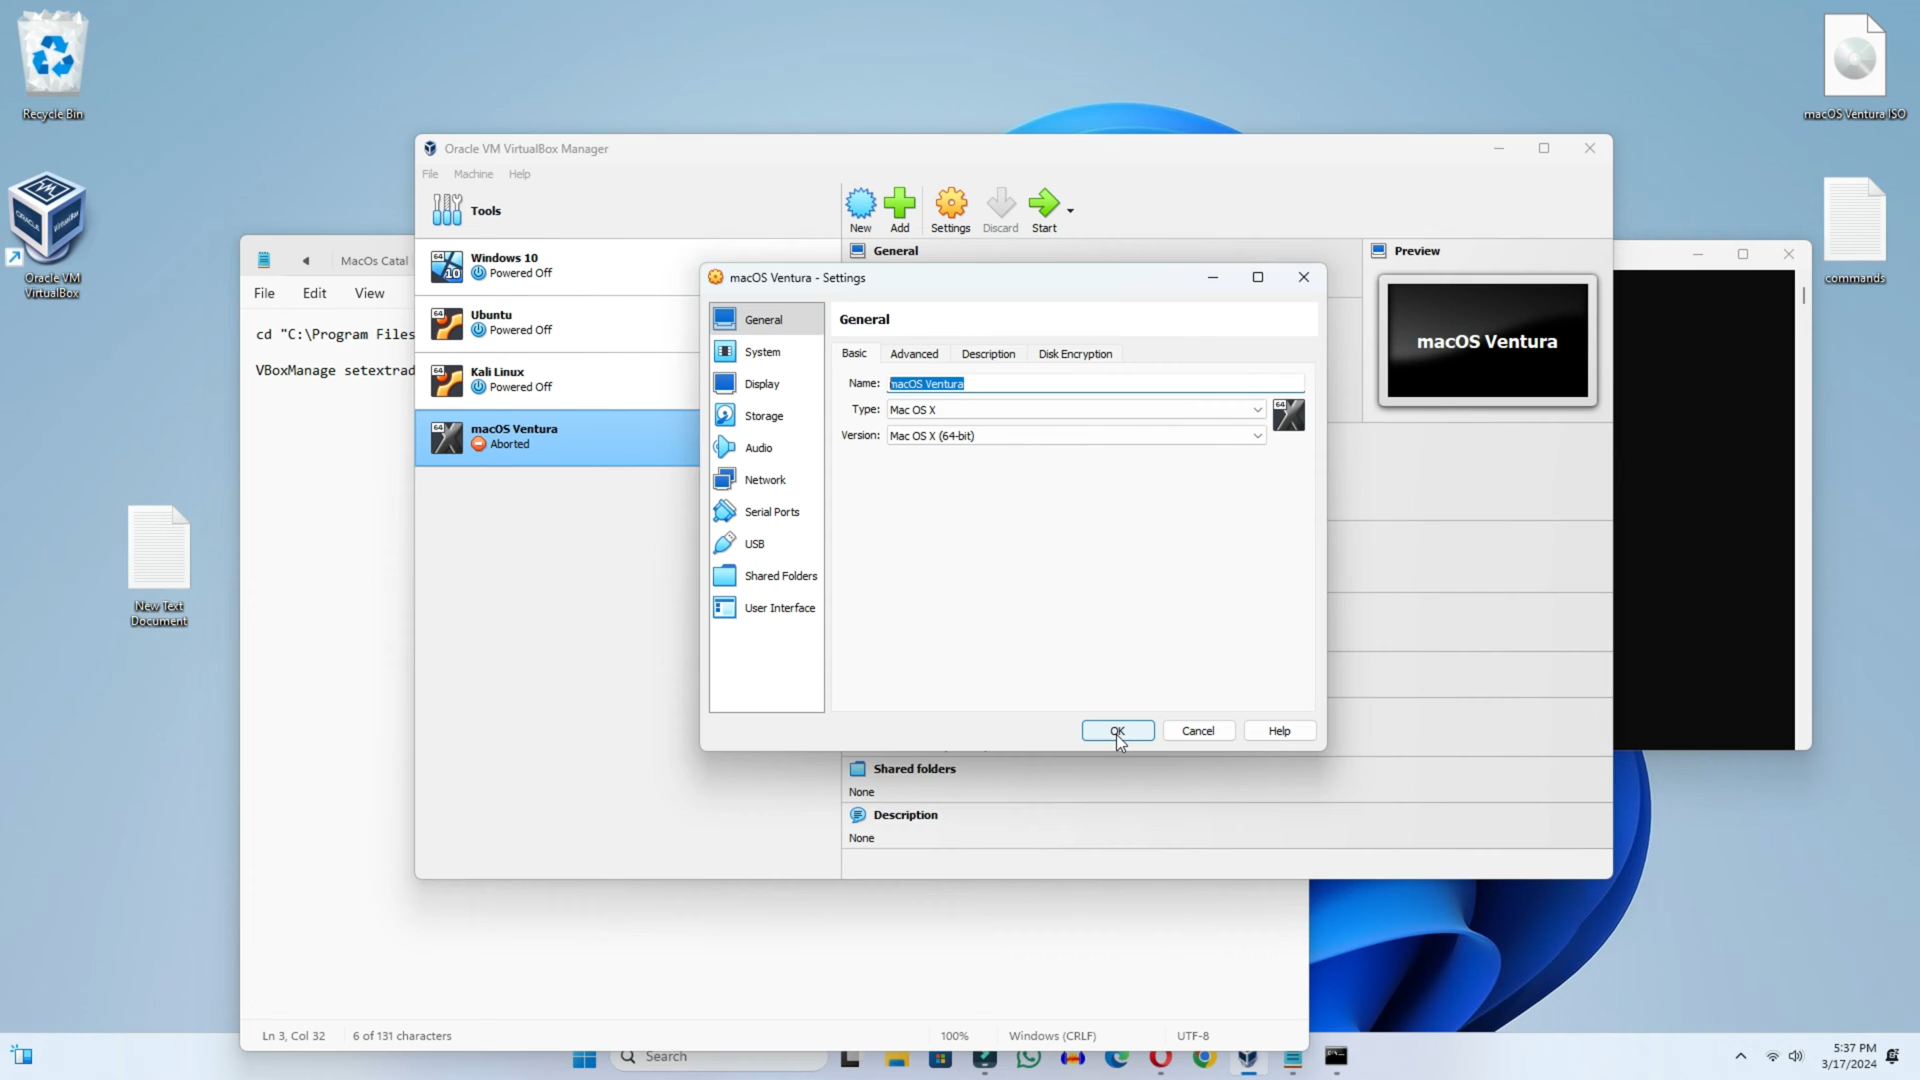 Recycle Bin
Oracle VM
VirtualBox
New Text
Document
macOS Ventura ISO
commands
Oracle VM VirtualBox Manager
File Machine Help
Tools
New Add Settings Discard Start
Windows 10
Powered Off
Ubuntu
Powered Off
Kali Linux
Powered Off
macOS Ventura
Aborted
General
Preview
macOS Ventura
MacOs Catal
File Edit View
cd "C:\Program Files
VBoxManage setextrad
macOS Ventura - Settings
General
System
Display
Storage
Audio
Network
Serial Ports
USB
Shared Folders
User Interface
General
Basic Advanced Description Disk Encryption
Name: macOS Ventura
Type: Mac OS X
64
Version: Mac OS X (64-bit)
OK Cancel Help
Shared folders
None
Description
None
Ln 3, Col 32 6 of 131 characters 100% Windows (CRLF) UTF-8
Search
5:37 PM
3/17/2024